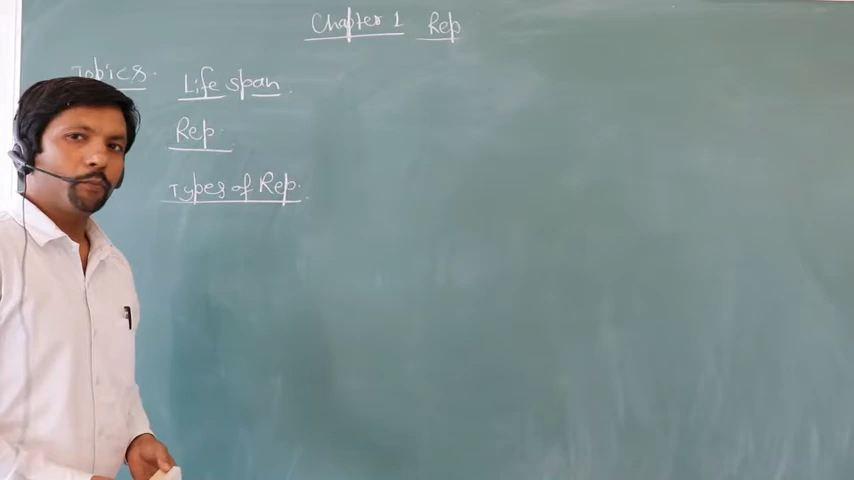 Chapter 1 Rep
Topics.
Life span.
Rep.
Types of Rep.